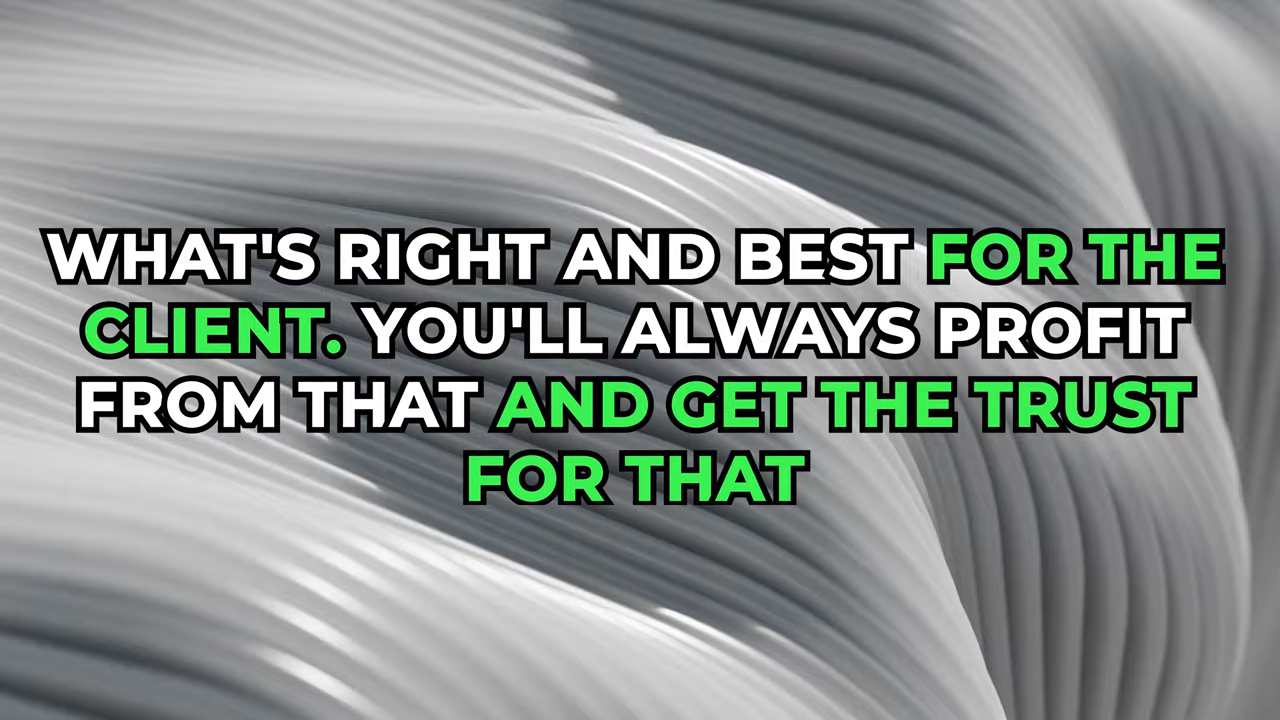 WHAT'S RIGHT AND BEST FOR THE
CLIENT. YOU'LL ALWAYS PROFIT
FROM THAT AND GET THE TRUST
FOR THAT